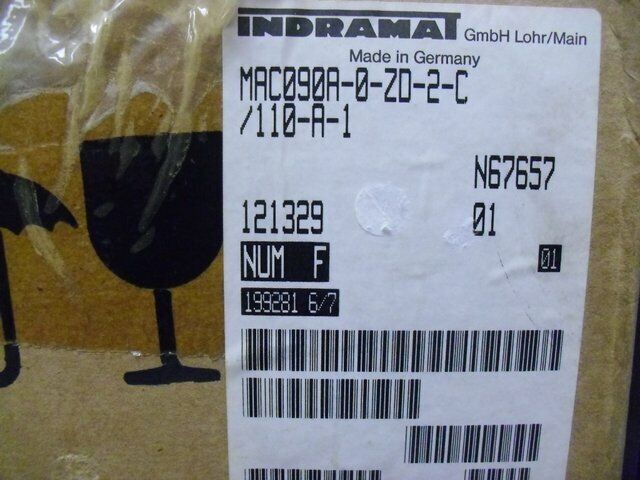 INDRAMAT GmbH Lohr/Main
Made in Germany
MAC090A-0-ZD-2-C
/110-A-1
N67657
121329 01
NUM F 01
199281 6/7